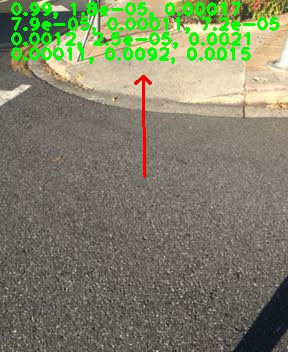 0.99, 1.8e-05, 0.00017
7.9e-05, 0.00011, 7.2e-05
0.0012, 2.5e-05, 0.0021
0.00011, 0.0092, 0.0015